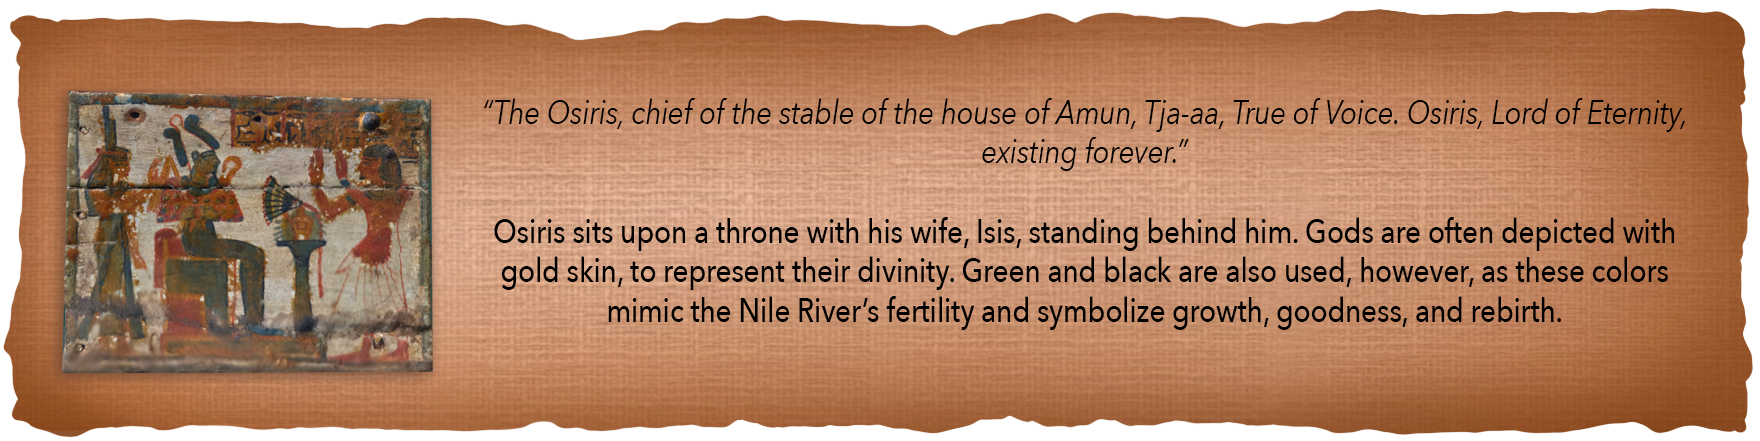 “The Osiris, chief of the stable of the house of Amun, Tja-aa, True of Voice. Osiris, Lord of Eternity,
existing forever.”
Osiris sits upon a throne with his wife, Isis, standing behind him. Gods are often depicted with
gold skin, to represent their divinity. Green and black are also used, however, as these colors
mimic the Nile River’s fertility and symbolize growth, goodness, and rebirth.